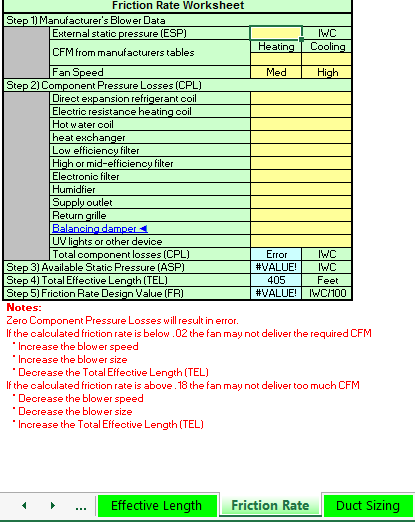 Friction Rate Worksheet
Step 1) Manufacturer's Blower Data
External static pressure (ESP) IWC
CFM from manufacturers tables Heating Cooling
Fan Speed Med High
Step 2) Component Pressure Losses (CPL)
Direct expansion refrigerant coil
Electric resistance heating coil
Hot water coil
heat exchanger
Low efficiency filter
High or mid-efficiency filter
Electronic filter
Humidfier
Supply outlet
Return grille
Balancing damper ◄
UV lights or other device
Total component losses (CPL) Error IWC
Step 3) Available Static Pressure (ASP) #VALUE! IWC
Step 4) Total Effective Length (TEL) 405 Feet
Step 5) Friction Rate Design Value (FR) #VALUE! IWC/100
Notes:
Zero Component Pressure Losses will result in error.
If the calculated friction rate is below .02 the fan may not deliver the required CFM
* Increase the blower speed
* Increase the blower size
* Decrease the Total Effective Length (TEL)
If the calculated friction rate is above .18 the fan may not deliver too much CFM
* Decrease the blower speed
* Decrease the blower size
* Increase the Total Effective Length (TEL)
... Effective Length Friction Rate Duct Sizing